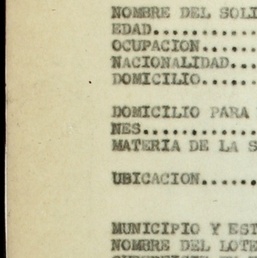 NOMBRE DEL SOLI
EDAD...............
OCUPACION.......
NACIONALIDAD....
DOMICILIO.......
DOMICILIO PARA
NES..............
MATERIA DE LA S
UBICACION.......
MUNICIPIO Y EST
NOMBRE DEL LOTE